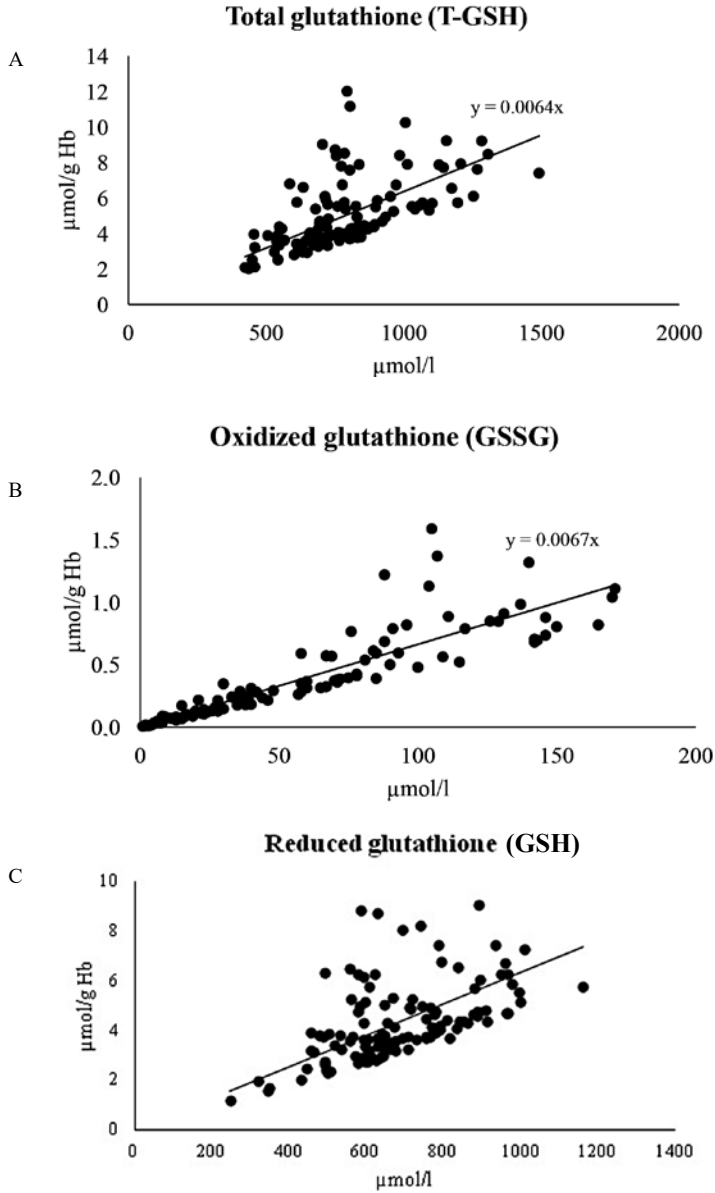 Total glutathione (T-GSH)
A
14
12
10
8
6
4
2
0
µmol/g Hb
y = 0.0064x
0 500 1000 1500 2000
µmol/l
Oxidized glutathione (GSSG)
B
2.0
1.5
1.0
0.5
0.0
µmol/g Hb
y = 0.0067x
0 50 100 150 200
µmol/l
Reduced glutathione (GSH)
C
10
8
6
4
2
0
µmol/g Hb
0 200 400 600 800 1000 1200 1400
µmol/l